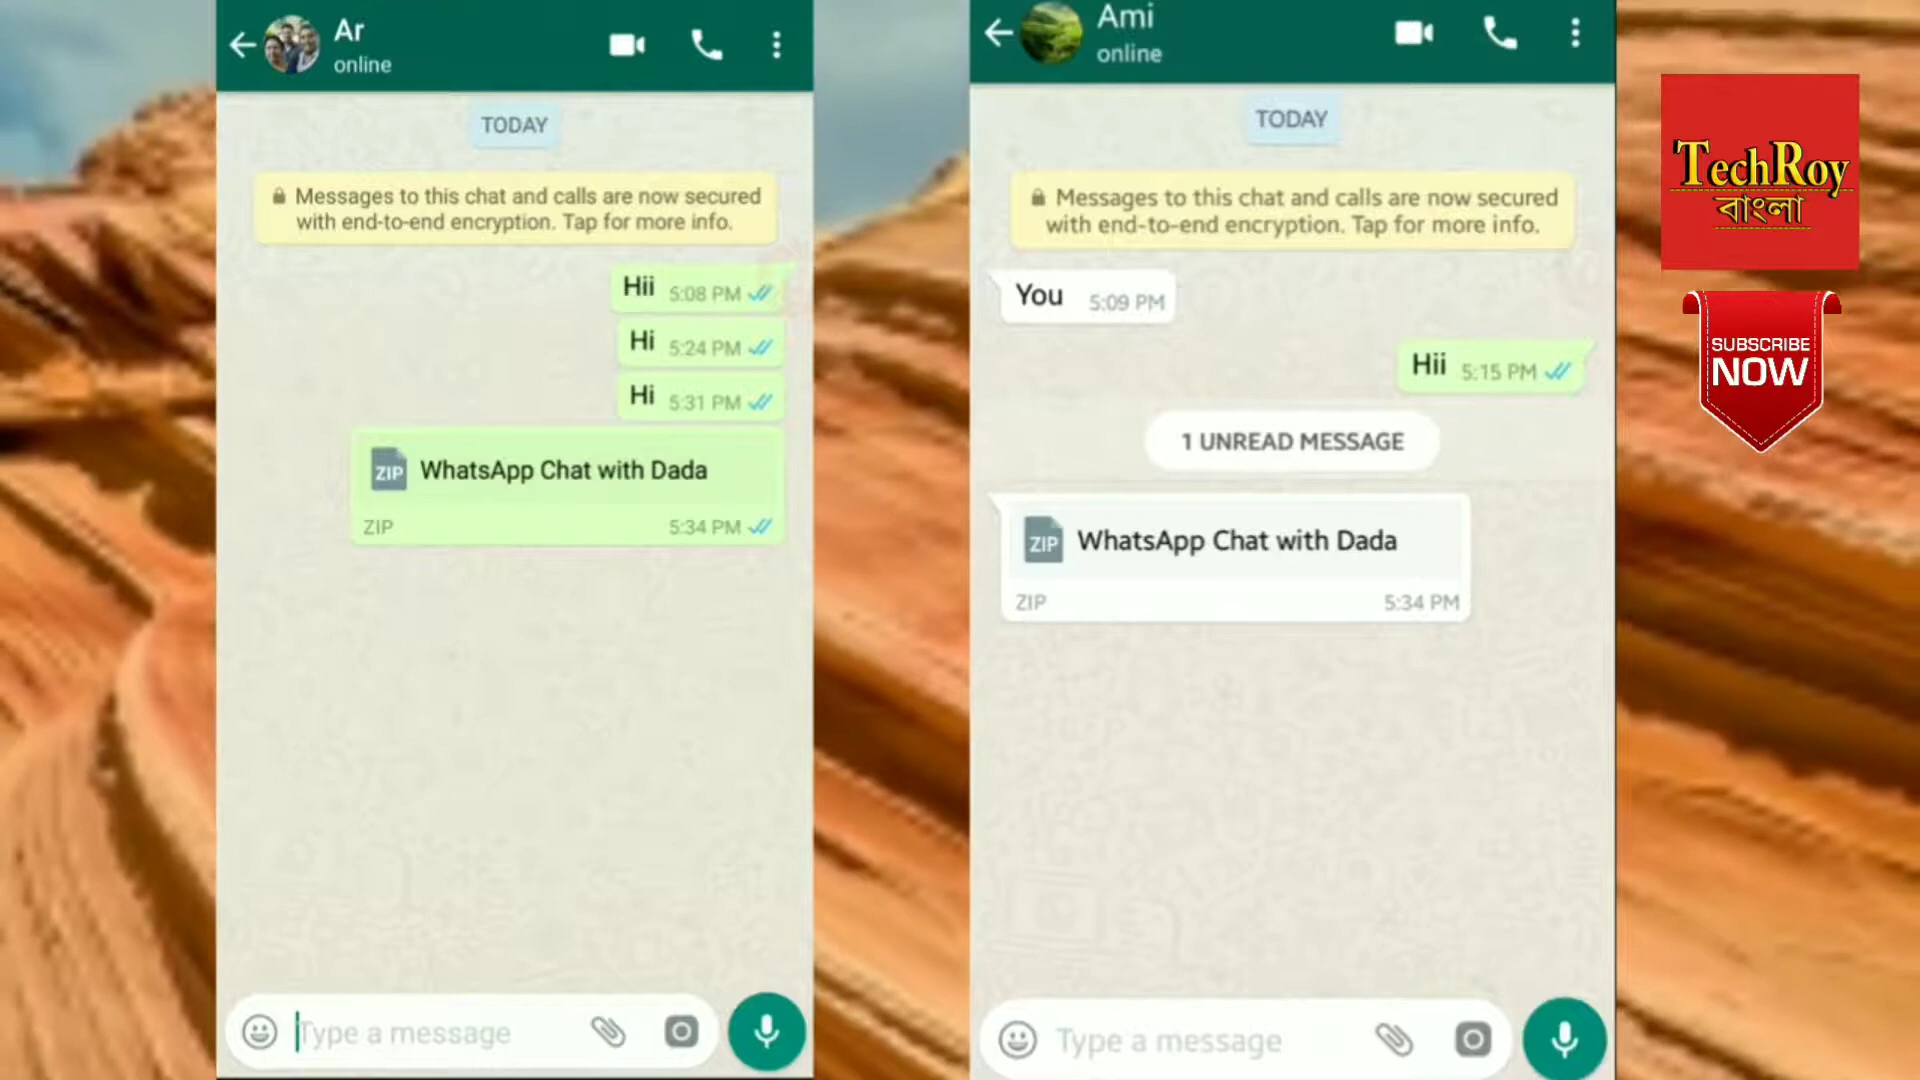 Ar
online
TODAY
Messages to this chat and calls are now secured
with end-to-end encryption. Tap for more info.
Hii 5:08 PM
Hi 5:24 PM
Hi 5:31 PM
ZIP WhatsApp Chat with Dada
ZIP 5:34 PM
Type a message
Ami
online
TODAY
Messages to this chat and calls are now secured
with end-to-end encryption. Tap for more info.
You 5:09 PM
Hii 5:15 PM
1 UNREAD MESSAGE
ZIP WhatsApp Chat with Dada
ZIP 5:34 PM
Type a message
TechRoy
বাংলা
SUBSCRIBE
NOW